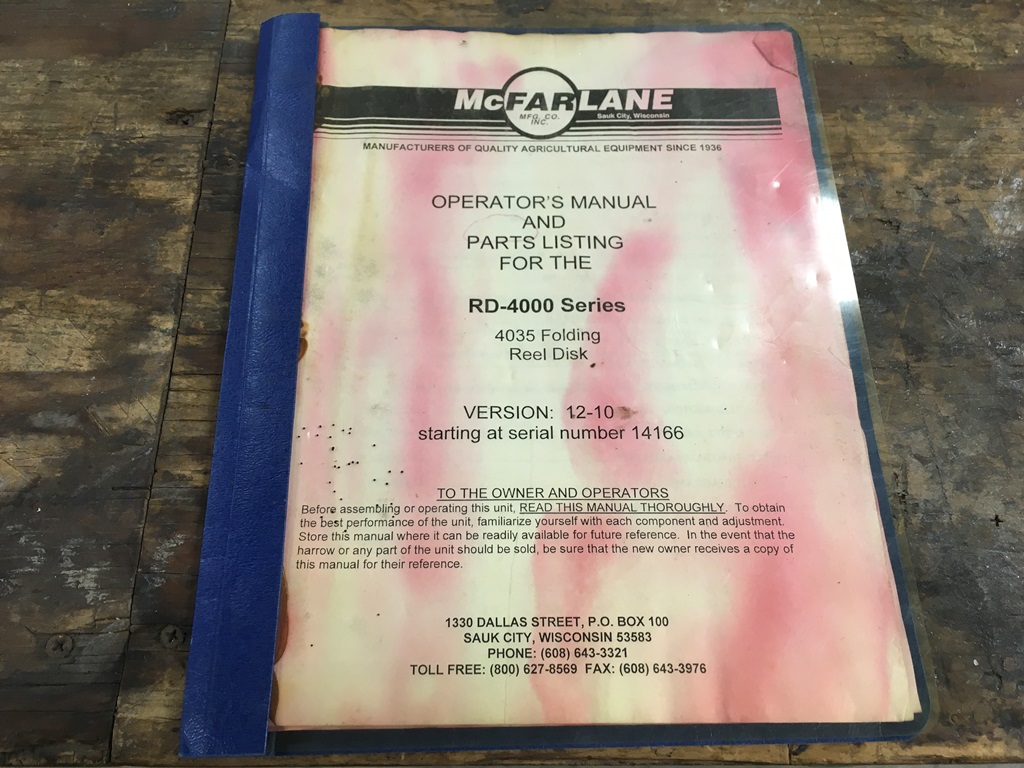 McFARLANE
MFG. CO.
INC.
Sauk City, Wisconsin
MANUFACTURERS OF QUALITY AGRICULTURAL EQUIPMENT SINCE 1936
OPERATOR'S MANUAL
AND
PARTS LISTING
FOR THE
RD-4000 Series
4035 Folding
Reel Disk
VERSION: 12-10
starting at serial number 14166
TO THE OWNER AND OPERATORS
Before assembling or operating this unit, READ THIS MANUAL THOROUGHLY. To obtain
the best performance of the unit, familiarize yourself with each component and adjustment.
Store this manual where it can be readily available for future reference. In the event that the
harrow or any part of the unit should be sold, be sure that the new owner receives a copy of
this manual for their reference.
1330 DALLAS STREET, P.O. BOX 100
SAUK CITY, WISCONSIN 53583
PHONE: (608) 643-3321
TOLL FREE: (800) 627-8569 FAX: (608) 643-3976